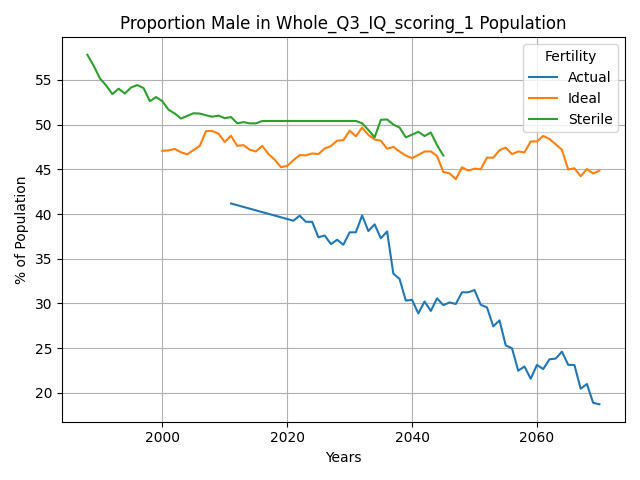 Proportion Male in Whole_Q3_IQ_scoring_1 Population
Fertility
Actual
Ideal
Sterile
55
50
45
40
35
30
25
20
% of Population
2000
2020
2040
2060
Years